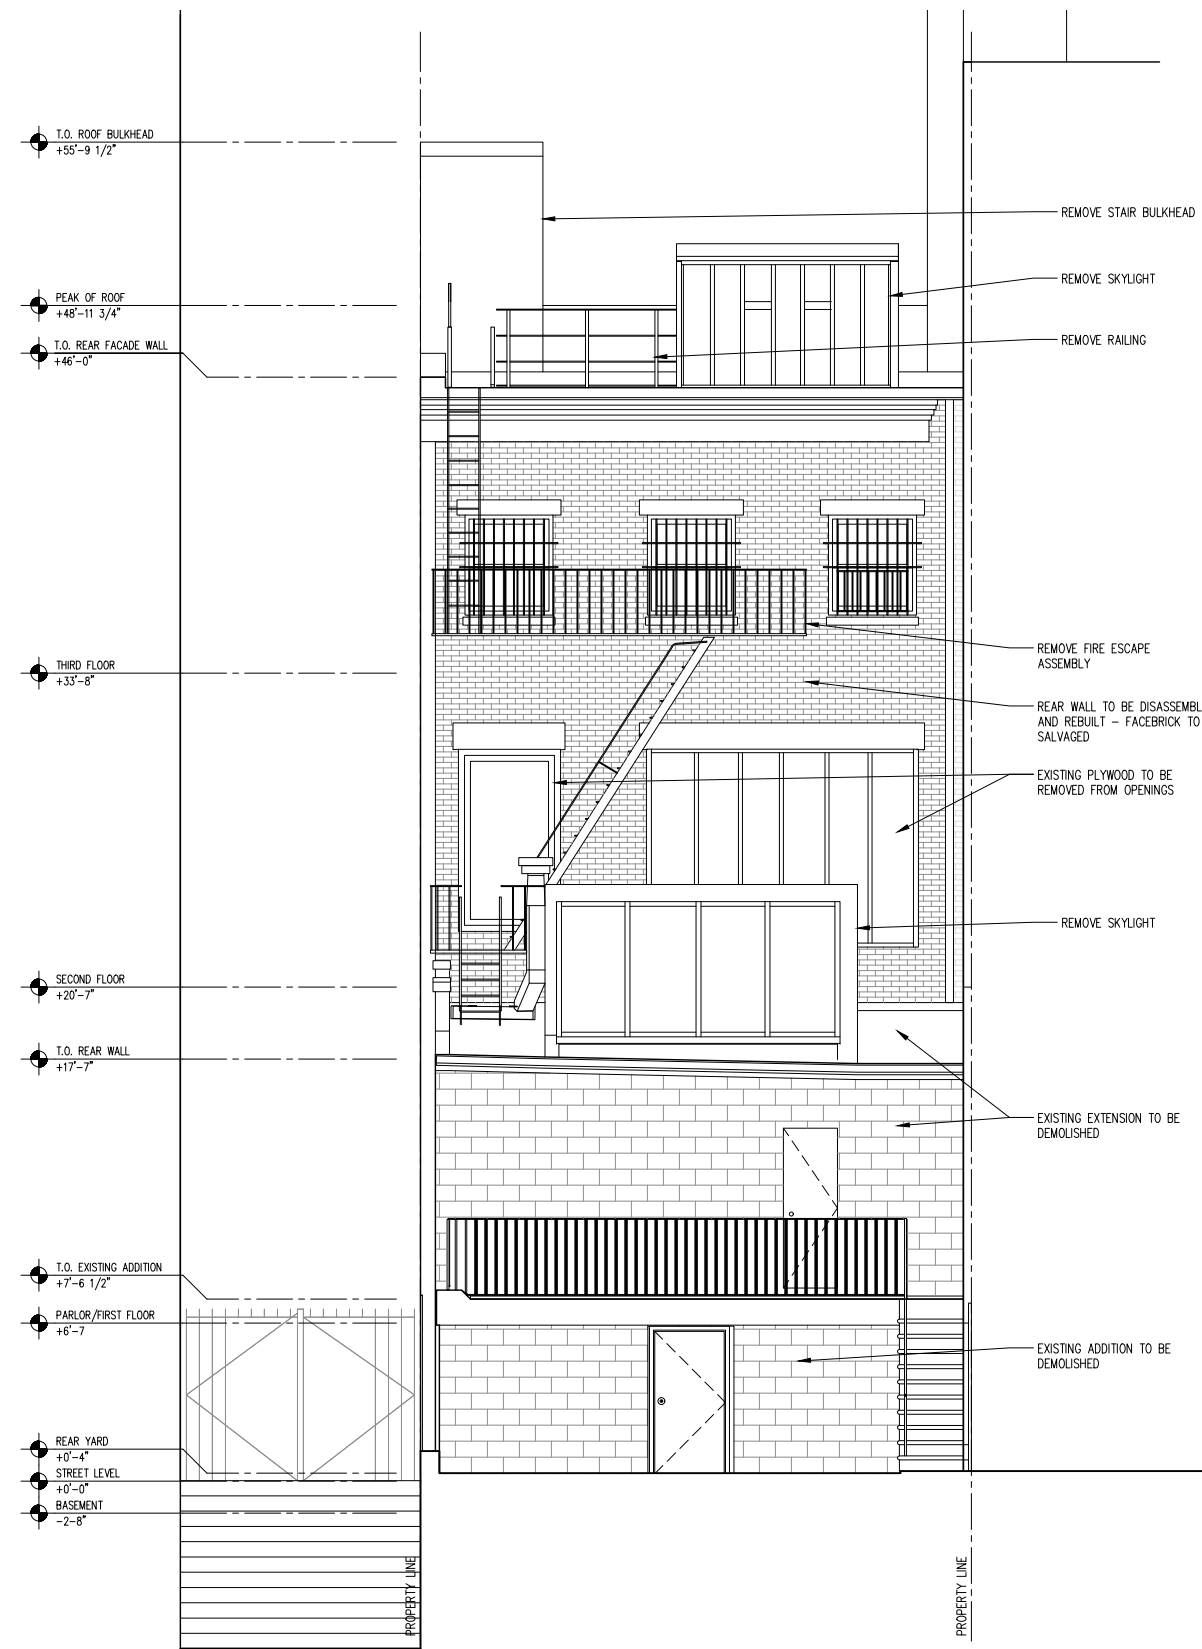 T.O. ROOF BULKHEAD
+55'-9 1/2"
REMOVE STAIR BULKHEAD
REMOVE SKYLIGHT
PEAK OF ROOF
+48'-11 3/4"
REMOVE RAILING
T.O. REAR FACADE WALL
+46'-0"
REMOVE FIRE ESCAPE
ASSEMBLY
THIRD FLOOR
+33'-8"
REAR WALL TO BE DISASSEMBL
AND REBUILT – FACEBRICK TO
SALVAGED
EXISTING PLYWOOD TO BE
REMOVED FROM OPENINGS
REMOVE SKYLIGHT
SECOND FLOOR
+20'-7"
T.O. REAR WALL
+17'-7"
EXISTING EXTENSION TO BE
DEMOLISHED
T.O. EXISTING ADDITION
+7'-6 1/2"
PARLOR/FIRST FLOOR
+6'-7
EXISTING ADDITION TO BE
DEMOLISHED
REAR YARD
+0'-4"
STREET LEVEL
+0'-0"
BASEMENT
-2-8"
PROPERTY LINE
PROPERTY LINE